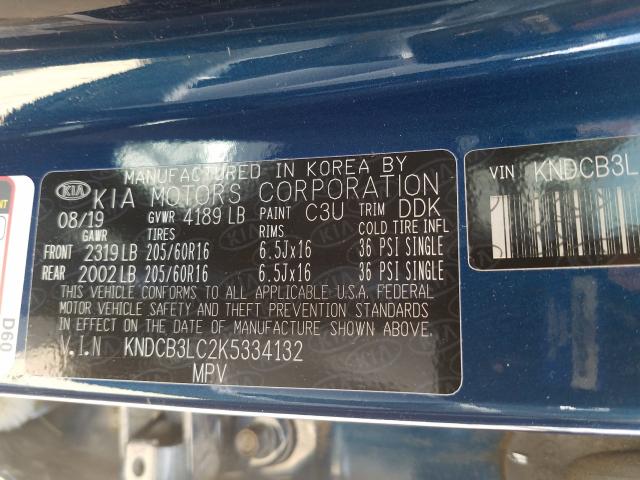 MANUFACTURED IN KOREA BY
KIA KIA MOTORS CORPORATION
08/19 GVWR 4189 LB PAINT C3U TRIM DDK
GAWR TIRES RIMS COLD TIRE INFL
FRONT 2319 LB 205/60R16 6.5Jx16 36 PSI SINGLE
REAR 2002 LB 205/60R16 6.5Jx16 36 PSI SINGLE
THIS VEHICLE CONFORMS TO ALL APPLICABLE U.S.A. FEDERAL
MOTOR VEHICLE SAFETY AND THEFT PREVENTION STANDARDS
IN EFFECT ON THE DATE OF MANUFACTURE SHOWN ABOVE.
V.I.N KNDCB3LC2K5334132
MPV
VIN KNDCB3L
D60